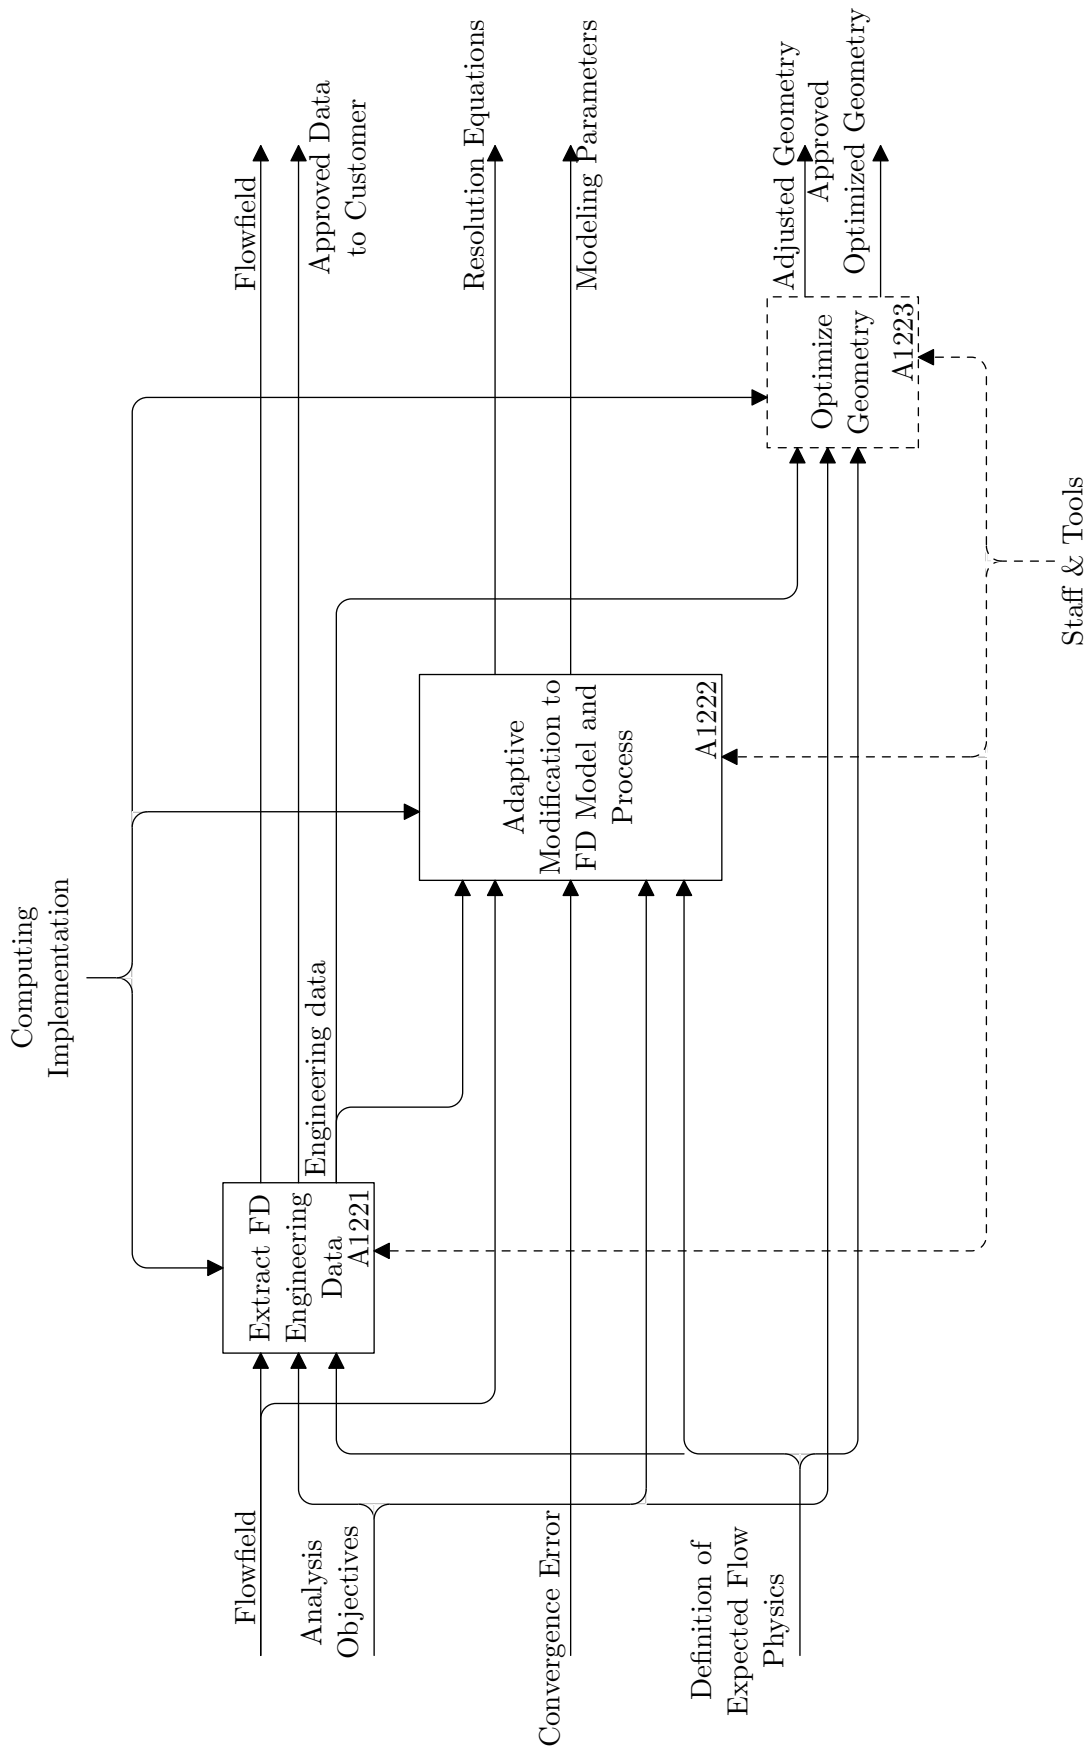 Computing
Implementation
Flowfield
Analysis
Objectives
Convergence Error
Definition of
Expected Flow
Physics
Extract FD
Engineering
Data
A1221
Engineering data
Adaptive
Modification to
FD Model and
Process
A1222
Optimize
Geometry
A1223
Flowfield
Approved Data
to Customer
Resolution Equations
Modeling Parameters
Adjusted Geometry
Approved
Optimized Geometry
Staff & Tools